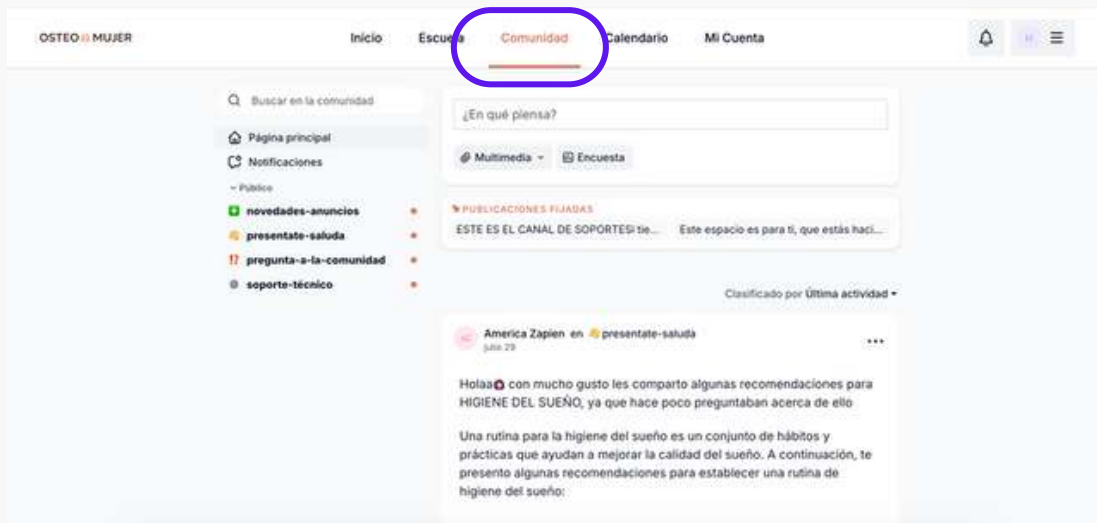 OSTEO MUJER
Inicio
Escuela
Comunidad
Calendario
Mi Cuenta
Buscar en la comunidad
Página principal
Notificaciones
Público
novedades-anuncios
presentate-saluda
pregunta-a-la-comunidad
soporte-técnico
¿En qué piensa?
Multimedia
Encuesta
PUBLICACIONES FIJADAS
ESTE ES EL CANAL DE SOPORTESi tie...
Este espacio es para ti, que estás haci...
Clasificado por Última actividad
America Zapien en 👋presentate-saluda
julio 29
Holaa con mucho gusto les comparto algunas recomendaciones para
HIGIENE DEL SUEÑO, ya que hace poco preguntaban acerca de ello
Una rutina para la higiene del sueño es un conjunto de hábitos y
prácticas que ayudan a mejorar la calidad del sueño. A continuación, te
presento algunas recomendaciones para establecer una rutina de
higiene del sueño: